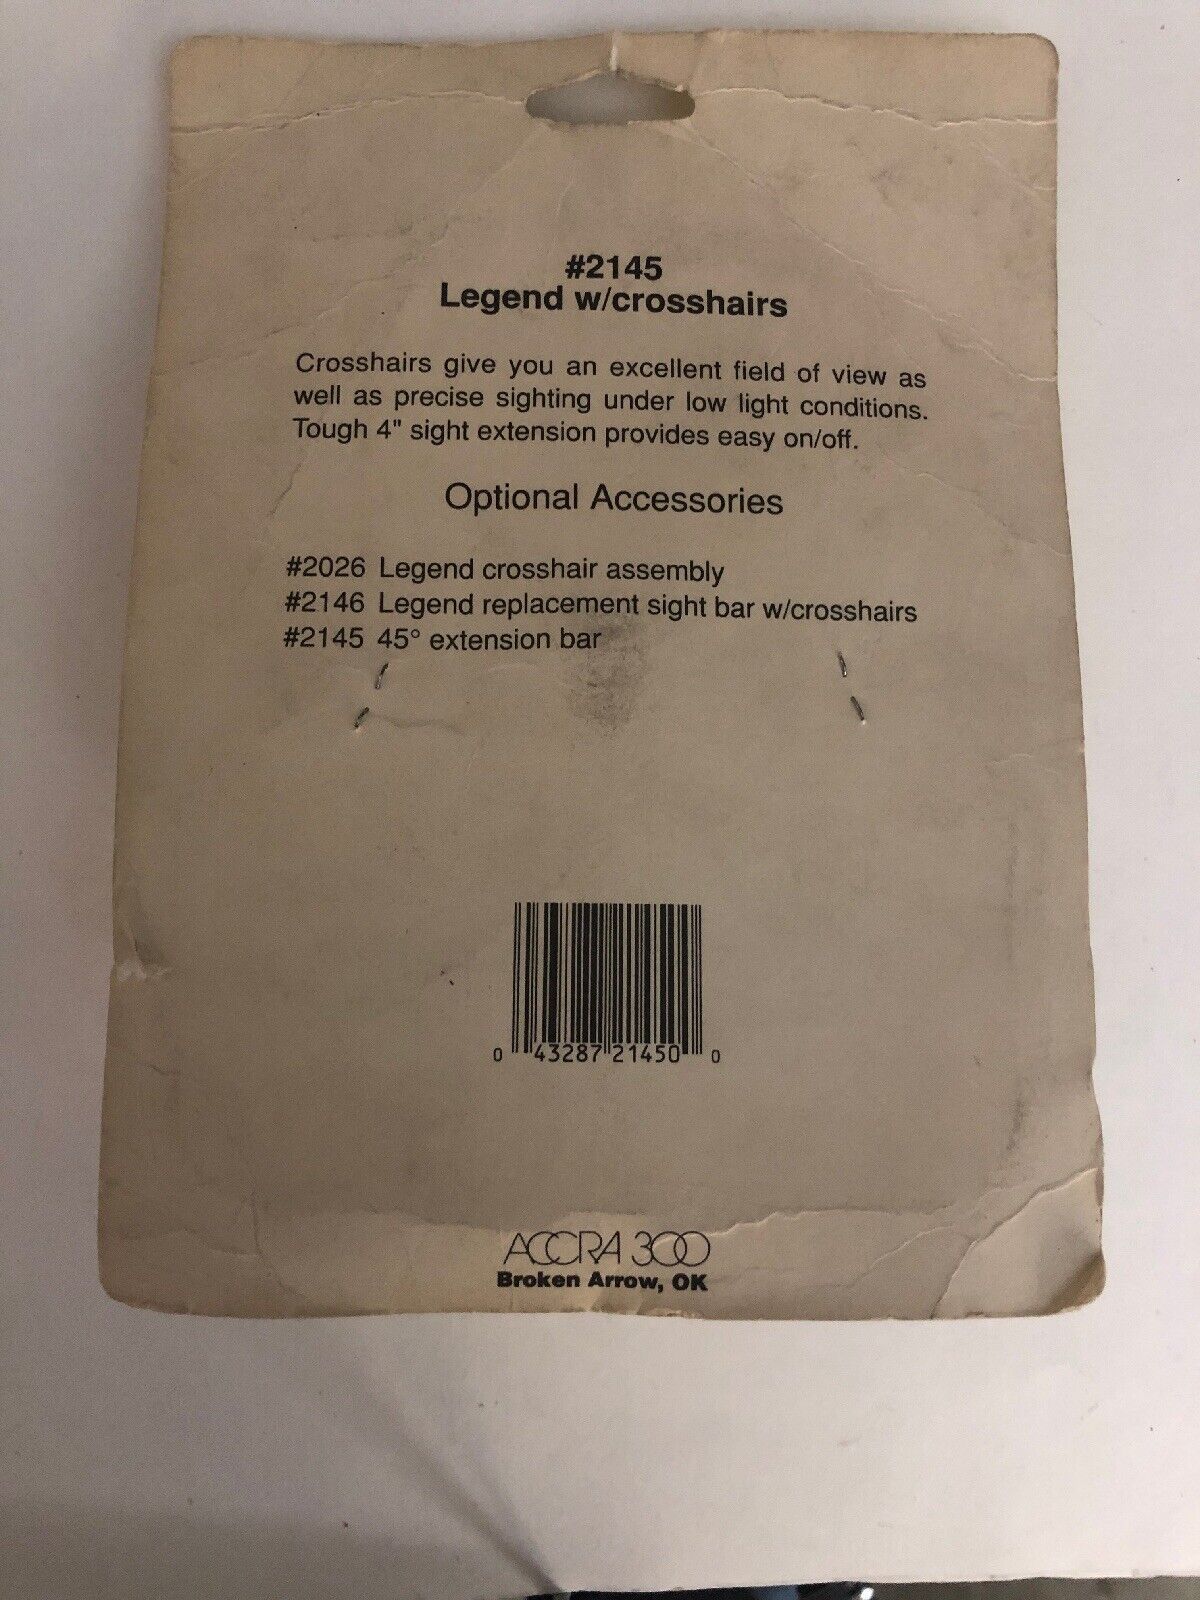 #2145
Legend w/crosshairs
Crosshairs give you an excellent field of view as
well as precise sighting under low light conditions.
Tough 4" sight extension provides easy on/off.
Optional Accessories
#2026 Legend crosshair assembly
#2146 Legend replacement sight bar w/crosshairs
#2145 45° extension bar
0 43287 21450 0
ACCRA 300
Broken Arrow, OK